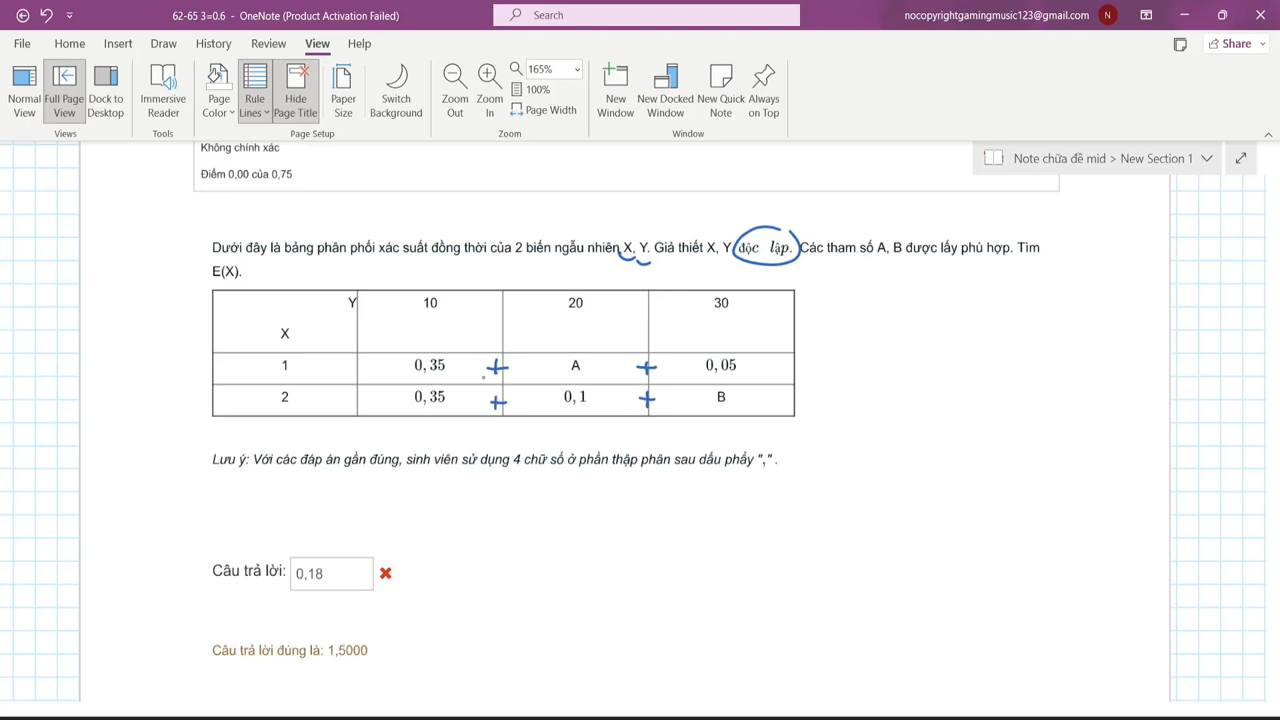 62-65 3=0.6 - OneNote (Product Activation Failed)
Search
nocopyrightgamingmusic123@gmail.com
N
File Home Insert Draw History Review View Help
Share
Normal View
Full Page View
Dock to Desktop
Immersive Reader
Page Color
Rule Lines
Hide Page Title
Paper Size
Switch Background
Zoom Out
Zoom In
165%
100%
Page Width
New Window
New Docked Window
New Quick Note
Always on Top
Views Tools Page Setup Zoom Window
Không chính xác
Note chữa đề mid > New Section 1
Điểm 0,00 của 0,75
Dưới đây là bảng phân phối xác suất đồng thời của 2 biến ngẫu nhiên X, Y. Giả thiết X, Y độc lập. Các tham số A, B được lấy phù hợp. Tìm
E(X).
Y 10 20 30
X
1 0,35 + A + 0,05
2 0,35 + 0,1 + B
Lưu ý: Với các đáp án gần đúng, sinh viên sử dụng 4 chữ số ở phần thập phân sau dấu phẩy "," .
Câu trả lời: 0,18
Câu trả lời đúng là: 1,5000